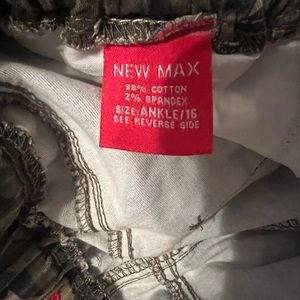 NEW MAX
98% COTTON
2% SPANDEX
SIZE:ANKLE/16
SEE REVERSE SIDE